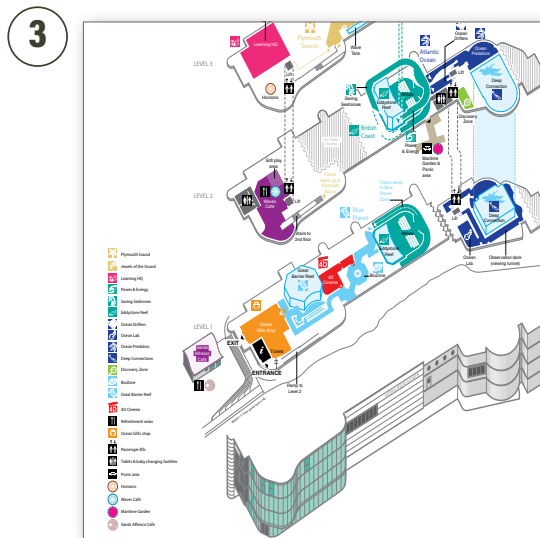 3
Learning HQ
Plymouth
Sound
Wave
Tank
Ocean
Drifters
Ocean
Predators
Atlantic
Ocean
LEVEL 3
Lifts
Lift
Deep
Connection
Horizons
Saving
Seahorses
Eddystone
Reef
Discovery
Zone
British
Coast
Power
& Energy
Maritime
Garden &
Picnic
area
Soft play
area
LEVEL 2
Waves
Café
Lift
Stairs to
2nd floor
Blue
Planet
Lift
Deep
Connection
Eddystone
Reef
BioZone
Ocean
Lab
Observation deck
(viewing tunnel)
Great
Barrier Reef
4D
4D
Cinema
LEVEL 1
Ocean
Gifts shop
EXIT
i
Tickets
ENTRANCE
Ramp to
Level 2
Café
Plymouth Sound
Jewels of the Sound
Learning HQ
Power & Energy
Saving Seahorses
Eddystone Reef
Ocean Drifters
Ocean Lab
Ocean Predators
Deep Connections
Discovery Zone
BioZone
Great Barrier Reef
4D Cinema
Refreshment areas
Ocean Gifts shop
Passenger lifts
Toilets & baby changing facilities
Picnic area
Horizons
Waves Café
Maritime Garden
Sands Alfresco Café